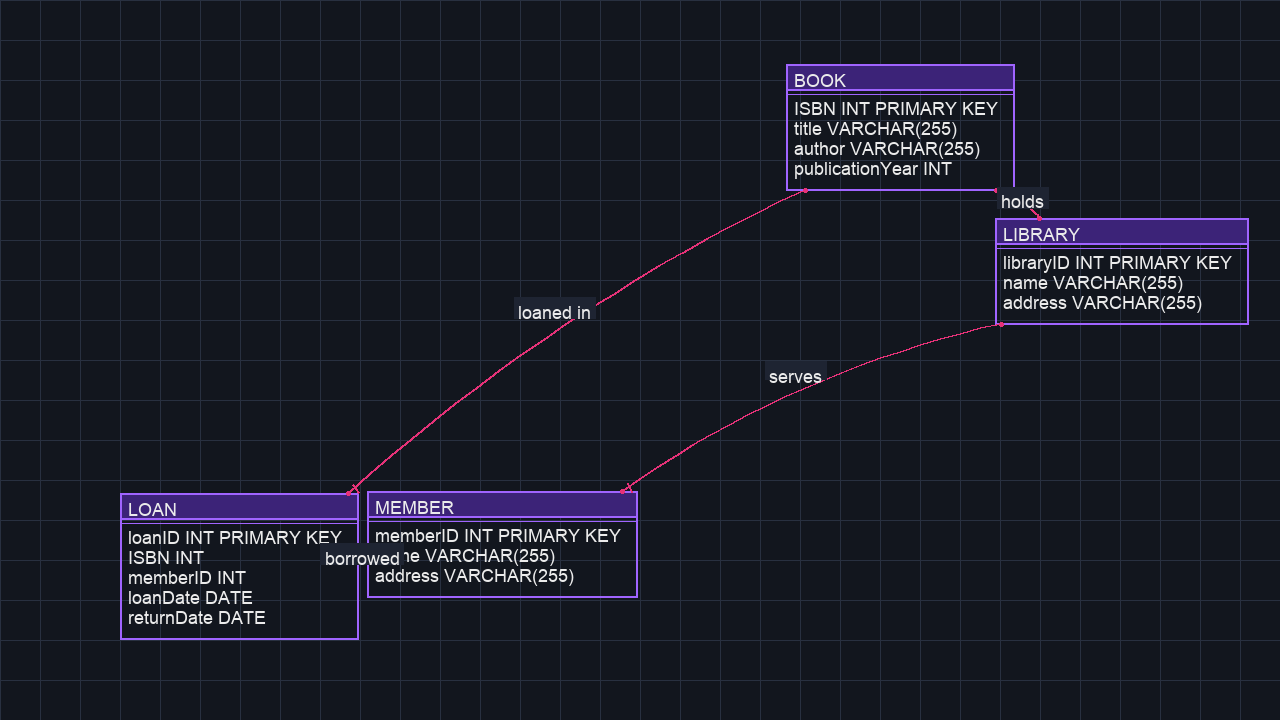 BOOK
ISBN INT PRIMARY KEY
title VARCHAR(255)
author VARCHAR(255)
publicationYear INT
holds
LIBRARY
libraryID INT PRIMARY KEY
name VARCHAR(255)
address VARCHAR(255)
loaned in
serves
LOAN
loanID INT PRIMARY KEY
ISBN INT
memberID INT
loanDate DATE
returnDate DATE
borrowed
MEMBER
memberID INT PRIMARY KEY
VARCHAR(255)
address VARCHAR(255)